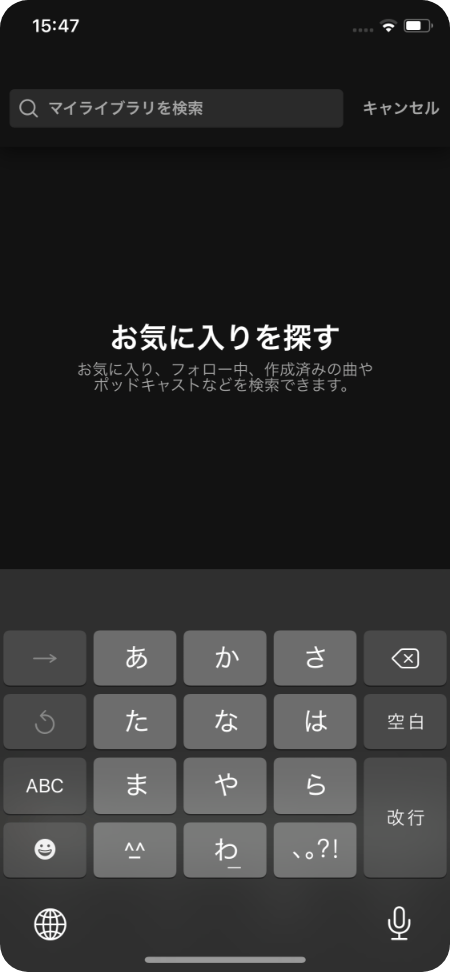 15:47
マイライブラリを検索
キャンセル
お気に入りを探す
お気に入り、フォロー中、作成済みの曲や
ポッドキャストなどを検索できます。
→ あ か さ
た な は 空白
ABC ま や ら
^_^ わ_ 、。?! 改行